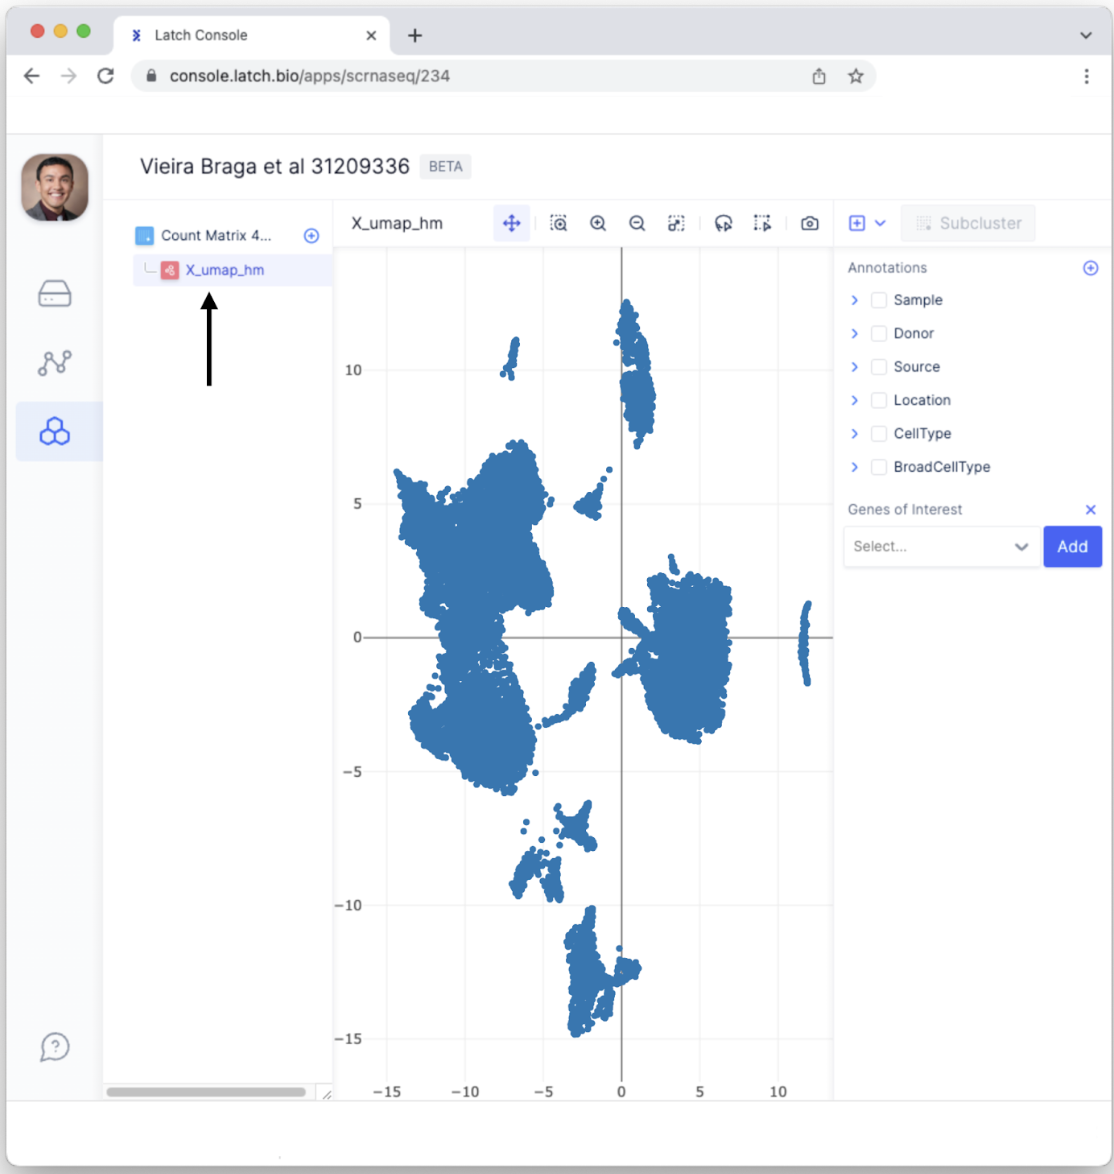 Latch Console
console.latch.bio/apps/scrnaseq/234
Vieira Braga et al 31209336 BETA
Count Matrix 4...
X_umap_hm
X_umap_hm
Subcluster
Annotations
Sample
Donor
Source
Location
CellType
BroadCellType
Genes of Interest
Select...
Add
10
5
0
−5
−10
−15
−15 −10 −5 0 5 10